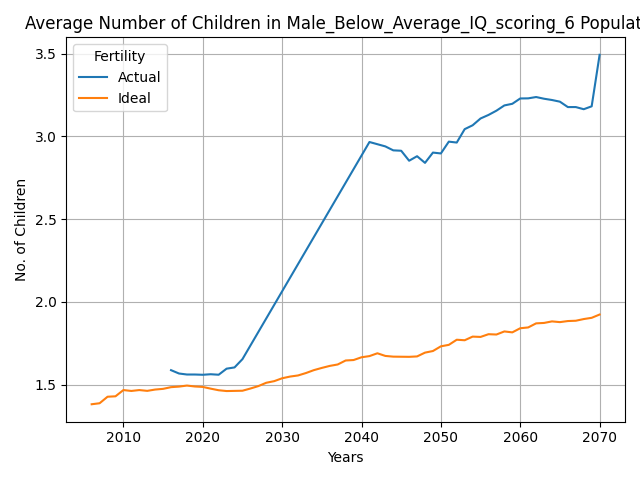 Average Number of Children in Male_Below_Average_IQ_scoring_6 Populat
Fertility
Actual
Ideal
3.5
3.0
2.5
2.0
1.5
No. of Children
2010 2020 2030 2040 2050 2060 2070
Years